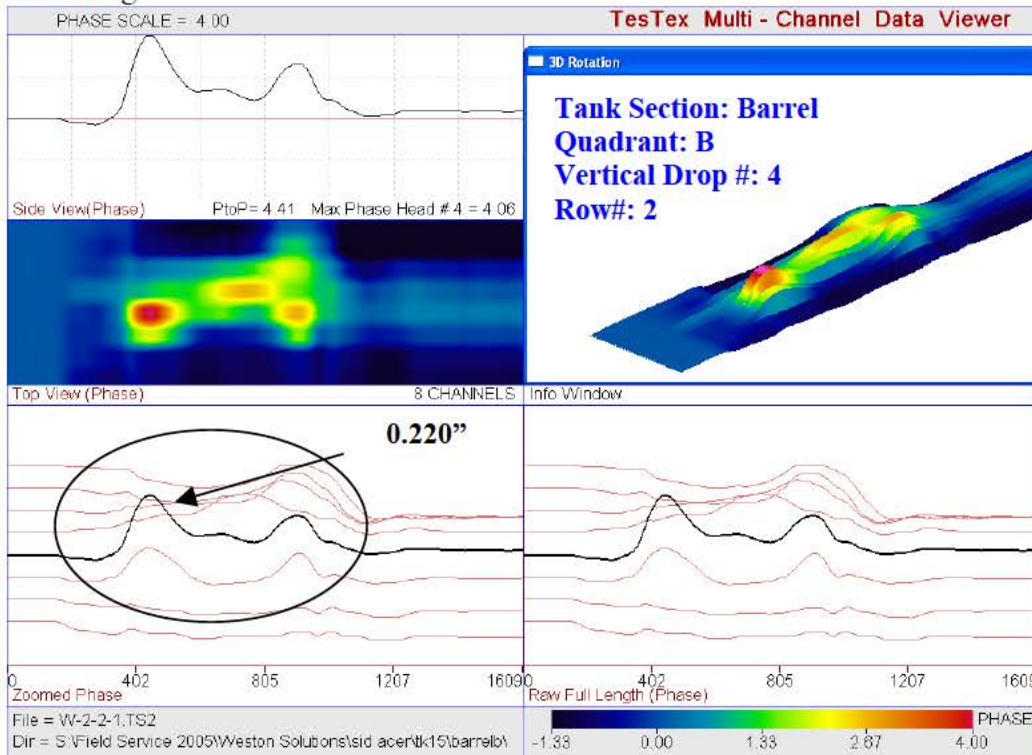 PHASE SCALE = 4.00
TesTex Multi - Channel Data Viewer
3D Rotation
Tank Section: Barrel
Quadrant: B
Vertical Drop #: 4
Row#: 2
Side View(Phase) PtoP= 4.41 Max Phase Head # 4 = 4.06
Top View (Phase) 8 CHANNELS
Info Window
0.220”
0 402 805 1207 1609
Zoomed Phase
0 402 805 1207 1609
Raw Full Length (Phase)
File = W-2-2-1.TS2
Dir = S:\Field Service 2005\Weston Solutions\sid acer\tk15\barrelb\
PHASE
-1.33 0.00 1.33 2.67 4.00